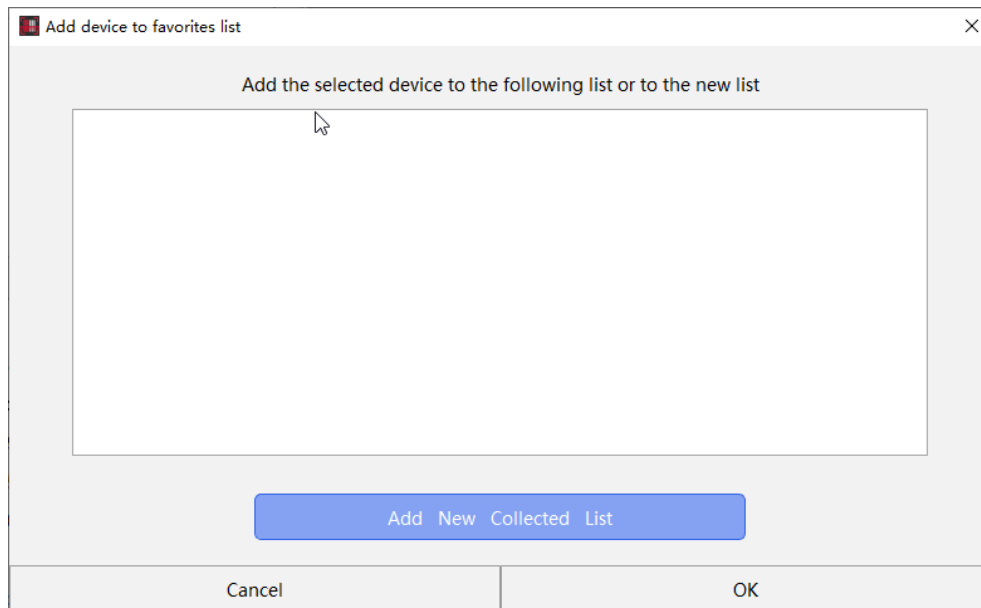 Add device to favorites list
Add the selected device to the following list or to the new list
Add New Collected List
Cancel
OK